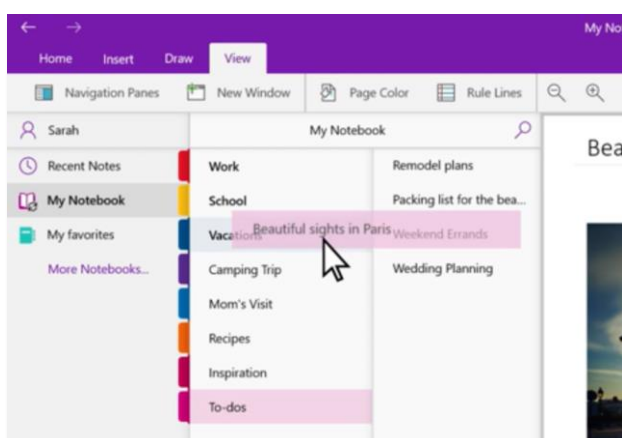 My No
Home Insert Draw View
Navigation Panes New Window Page Color Rule Lines
Sarah
My Notebook
Bea
Recent Notes
My Notebook
My favorites
More Notebooks...
Work
School
Vacations
Camping Trip
Mom's Visit
Recipes
Inspiration
To-dos
Beautiful sights in Paris
Remodel plans
Packing list for the bea...
Weekend Errands
Wedding Planning